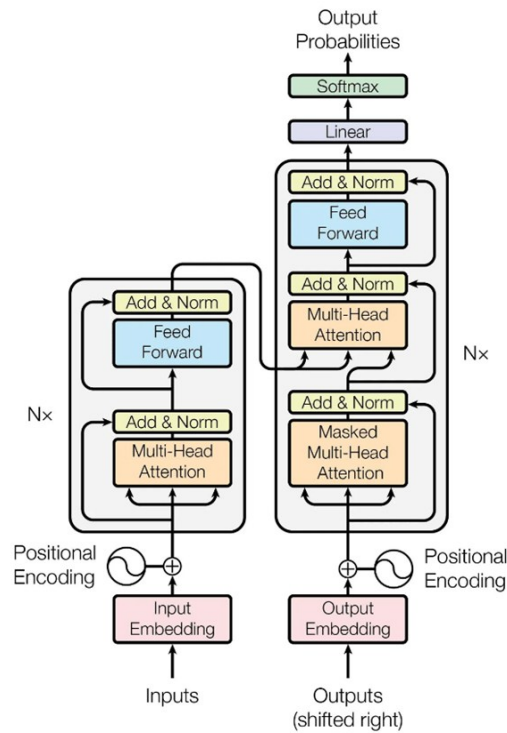 Output
Probabilities
Softmax
Linear
Add & Norm
Feed
Forward
Add & Norm
Multi-Head
Attention
Add & Norm
Masked
Multi-Head
Attention
N×
Add & Norm
Feed
Forward
Add & Norm
Multi-Head
Attention
N×
Positional
Encoding
Positional
Encoding
Input
Embedding
Output
Embedding
Inputs
Outputs
(shifted right)